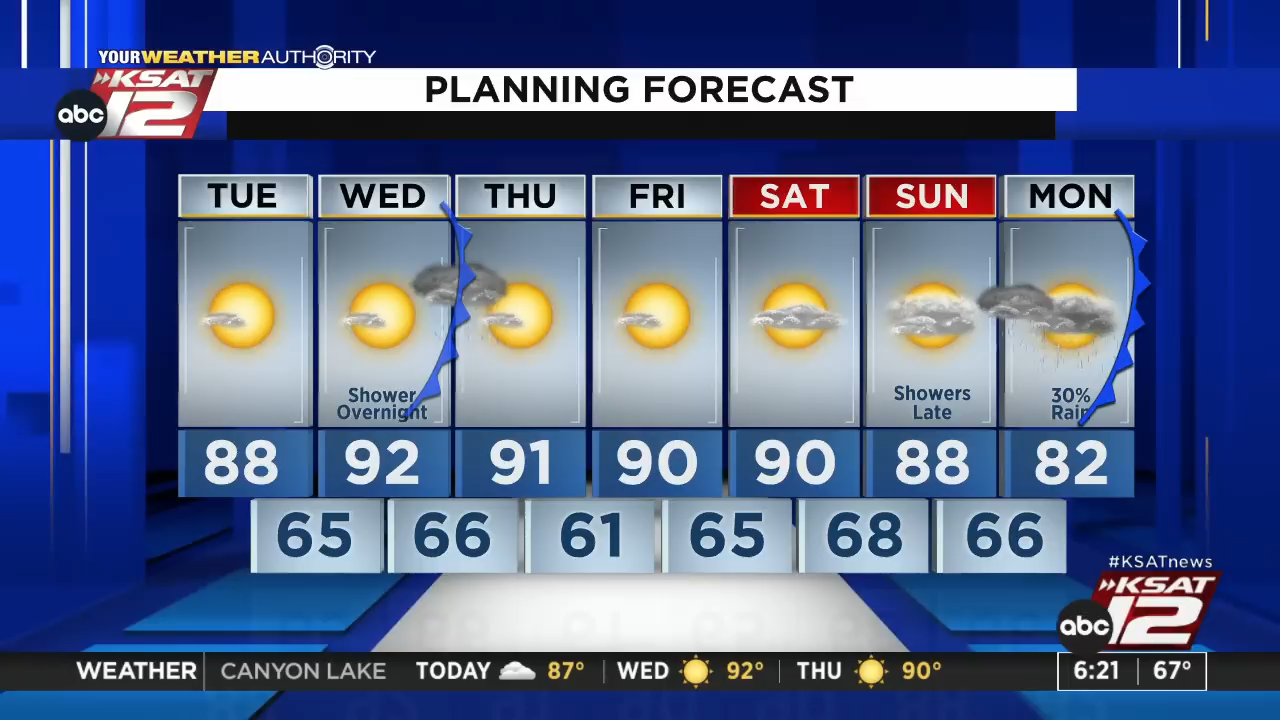 YOURWEATHERAUTHORITY
KSAT
abc 12
PLANNING FORECAST
TUE WED THU FRI SAT SUN MON
Shower
Overnight
Showers
Late
30%
Rain
88 92 91 90 90 88 82
65 66 61 65 68 66
#KSATnews
KSAT
abc 12
WEATHER CANYON LAKE TODAY 87° WED 92° THU 90° 6:21 67°